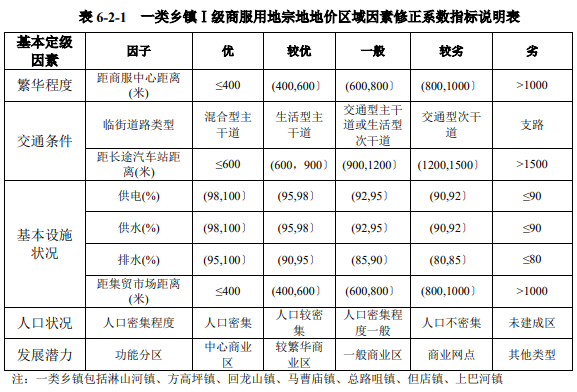 表 6-2-1 一类乡镇Ⅰ级商服用地宗地地价区域因素修正系数指标说明表
基本定级因素 因子 优 较优 一般 较劣 劣
繁华程度 距商服中心距离(米) ≤400 (400,600〕 (600,800〕 (800,1000〕 >1000
交通条件 临街道路类型 混合型主干道 生活型主干道 交通型主干道或生活型次干道 交通型次干道 支路
距长途汽车站距离(米) ≤600 (600，900〕 (900,1200〕 (1200,1500〕 >1500
基本设施状况 供电(%) (98,100〕 (95,98〕 (92,95〕 (90,92〕 ≤90
供水(%) (98,100〕 (95,98〕 (92,95〕 (90,92〕 ≤90
排水(%) (95,100〕 (90,95〕 (85,90〕 (80,85〕 ≤80
距集贸市场距离(米) ≤400 (400,600〕 (600,800〕 (800,1000〕 >1000
人口状况 人口密集程度 人口密集 人口较密集 人口密集程度一般 人口不密集 未建成区
发展潜力 功能分区 中心商业区 较繁华商业区 一般商业区 商业网点 其他类型
注：一类乡镇包括淋山河镇、方高坪镇、回龙山镇、马曹庙镇、总路咀镇、但店镇、上巴河镇